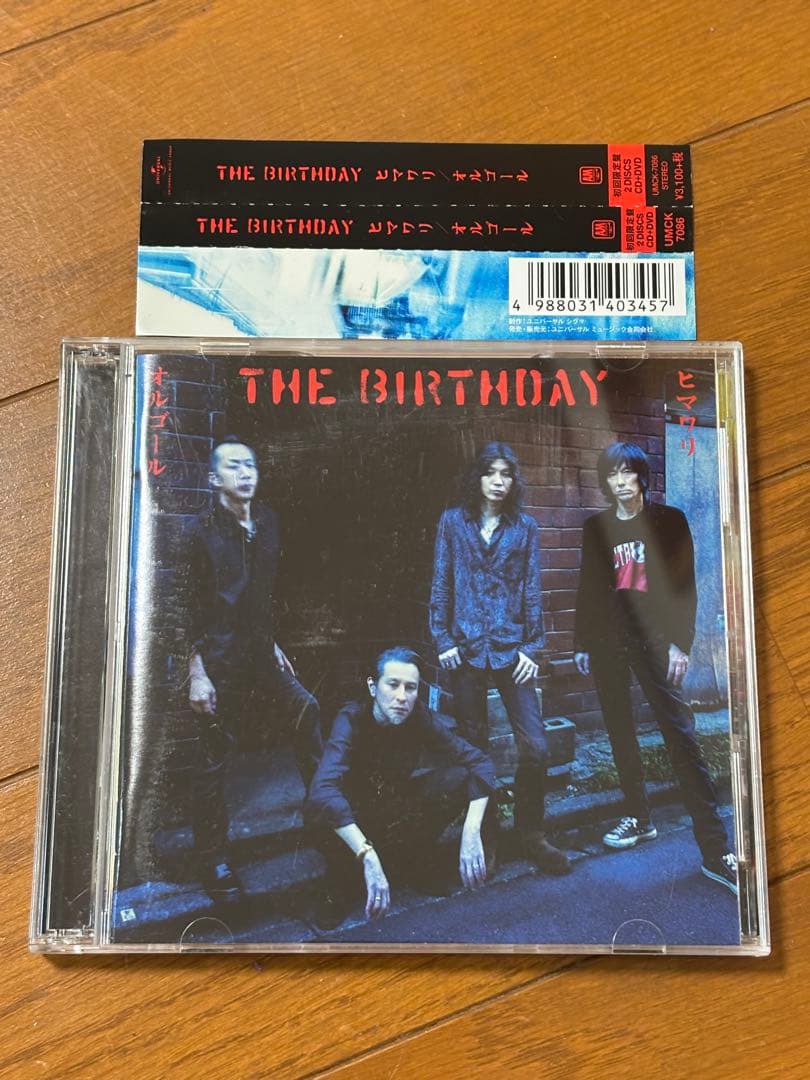 THE BIRTHDAY ヒマワリ/オルゴール
初回限定盤
2 DISCS
CD+DVD
UMCK-7086
STEREO
¥3,100+税
THE BIRTHDAY ヒマワリ/オルゴール
初回限定盤
2 DISCS
CD+DVD
UMCK
7086
4 988031 403457
制作:ユニバーサル シグマ
発売・販売元:ユニバーサル ミュージック合同会社
THE BIRTHDAY
ヒマワリ
オルゴール